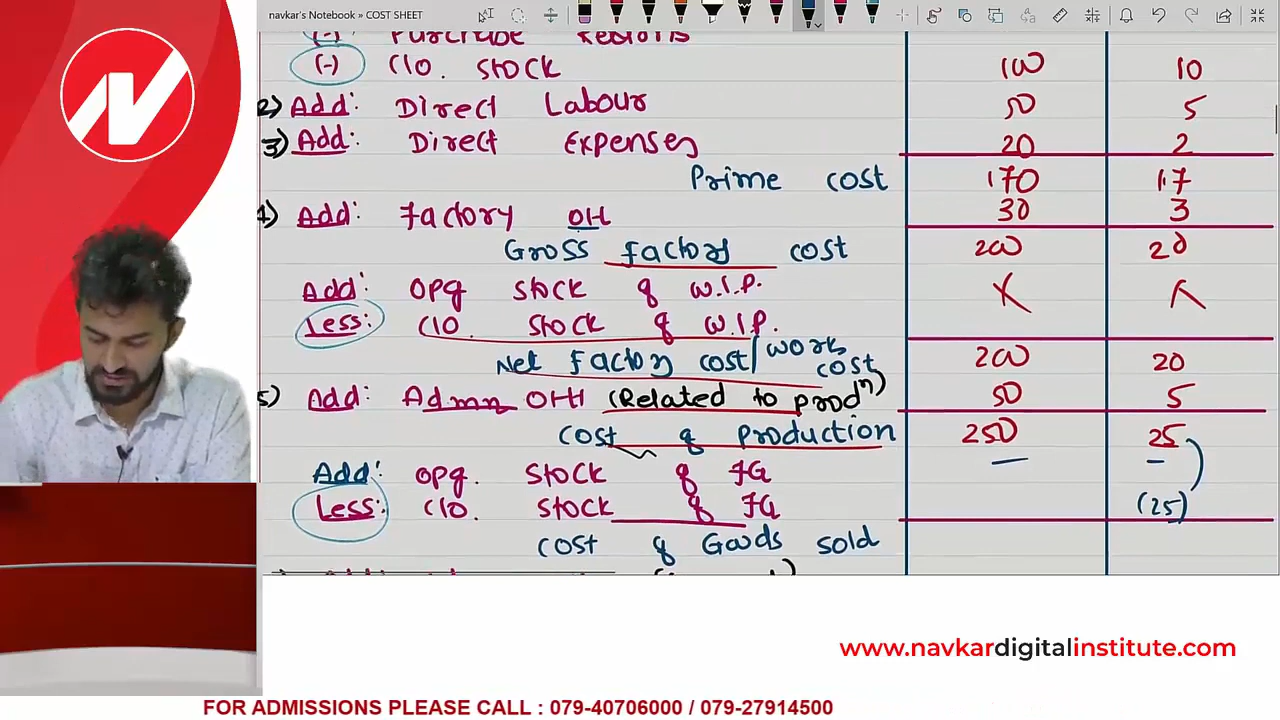 navkar's Notebook » COST SHEET
(-) Purchase Returns
(-) Clo. Stock 100 10
2) Add: Direct Labour 50 5
3) Add: Direct Expenses 20 2
Prime cost 170 17
4) Add: Factory OH 30 3
Gross Factory cost 200 20
Add: Opg Stock of W.I.P. X X
Less: Clo. Stock of W.I.P.
Net Factory cost/Work cost 200 20
5) Add: Admn OH (Related to prodⁿ) 50 5
Cost of Production 250 25
Add: Opg. Stock of FG
Less: Clo. Stock of FG (25)
Cost of Goods Sold
www.navkardigitalinstitute.com
FOR ADMISSIONS PLEASE CALL : 079-40706000 / 079-27914500